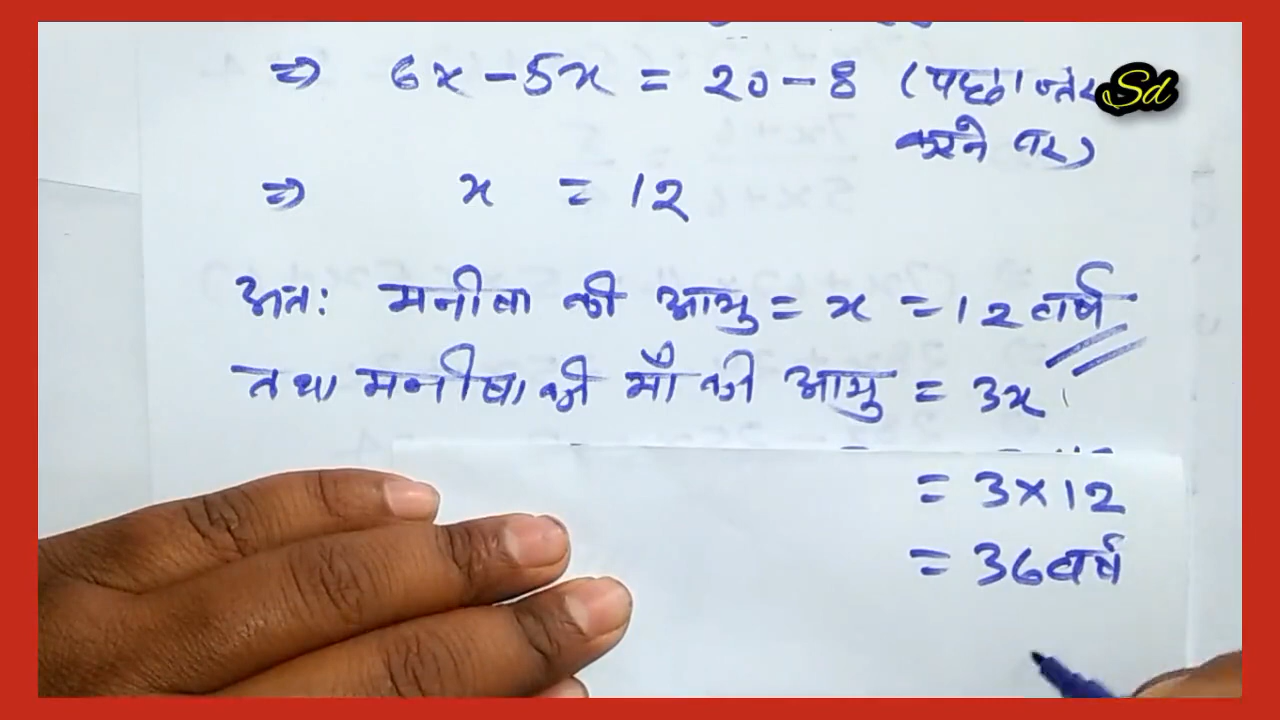 ⇒ 6x - 5x = 20 - 8 (पक्षान्तर
Sd
करने पर)
⇒ x = 12
अतः मनीषा की आयु = x = 12 वर्ष
तथा मनीषा की माँ की आयु = 3x
= 3 × 12
= 36 वर्ष